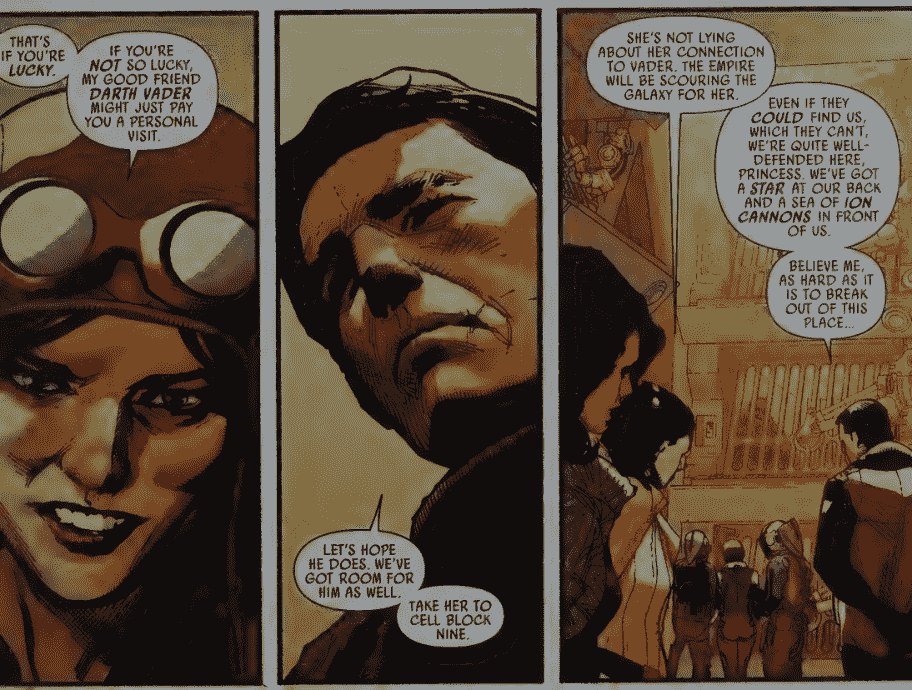 THAT'S
IF YOU'RE
LUCKY.
IF YOU'RE
NOT SO LUCKY,
MY GOOD FRIEND
DARTH VADER
MIGHT JUST PAY
YOU A PERSONAL
VISIT.
LET'S HOPE
HE DOES. WE'VE
GOT ROOM FOR
HIM AS WELL.
TAKE HER TO
CELL BLOCK
NINE.
SHE'S NOT LYING
ABOUT HER CONNECTION
TO VADER. THE EMPIRE
WILL BE SCOURING THE
GALAXY FOR HER.
EVEN IF THEY
COULD FIND US,
WHICH THEY CAN'T,
WE'RE QUITE WELL-
DEFENDED HERE,
PRINCESS. WE'VE GOT
A STAR AT OUR BACK
AND A SEA OF ION
CANNONS IN FRONT
OF US.
BELIEVE ME,
AS HARD AS IT
IS TO BREAK
OUT OF THIS
PLACE...